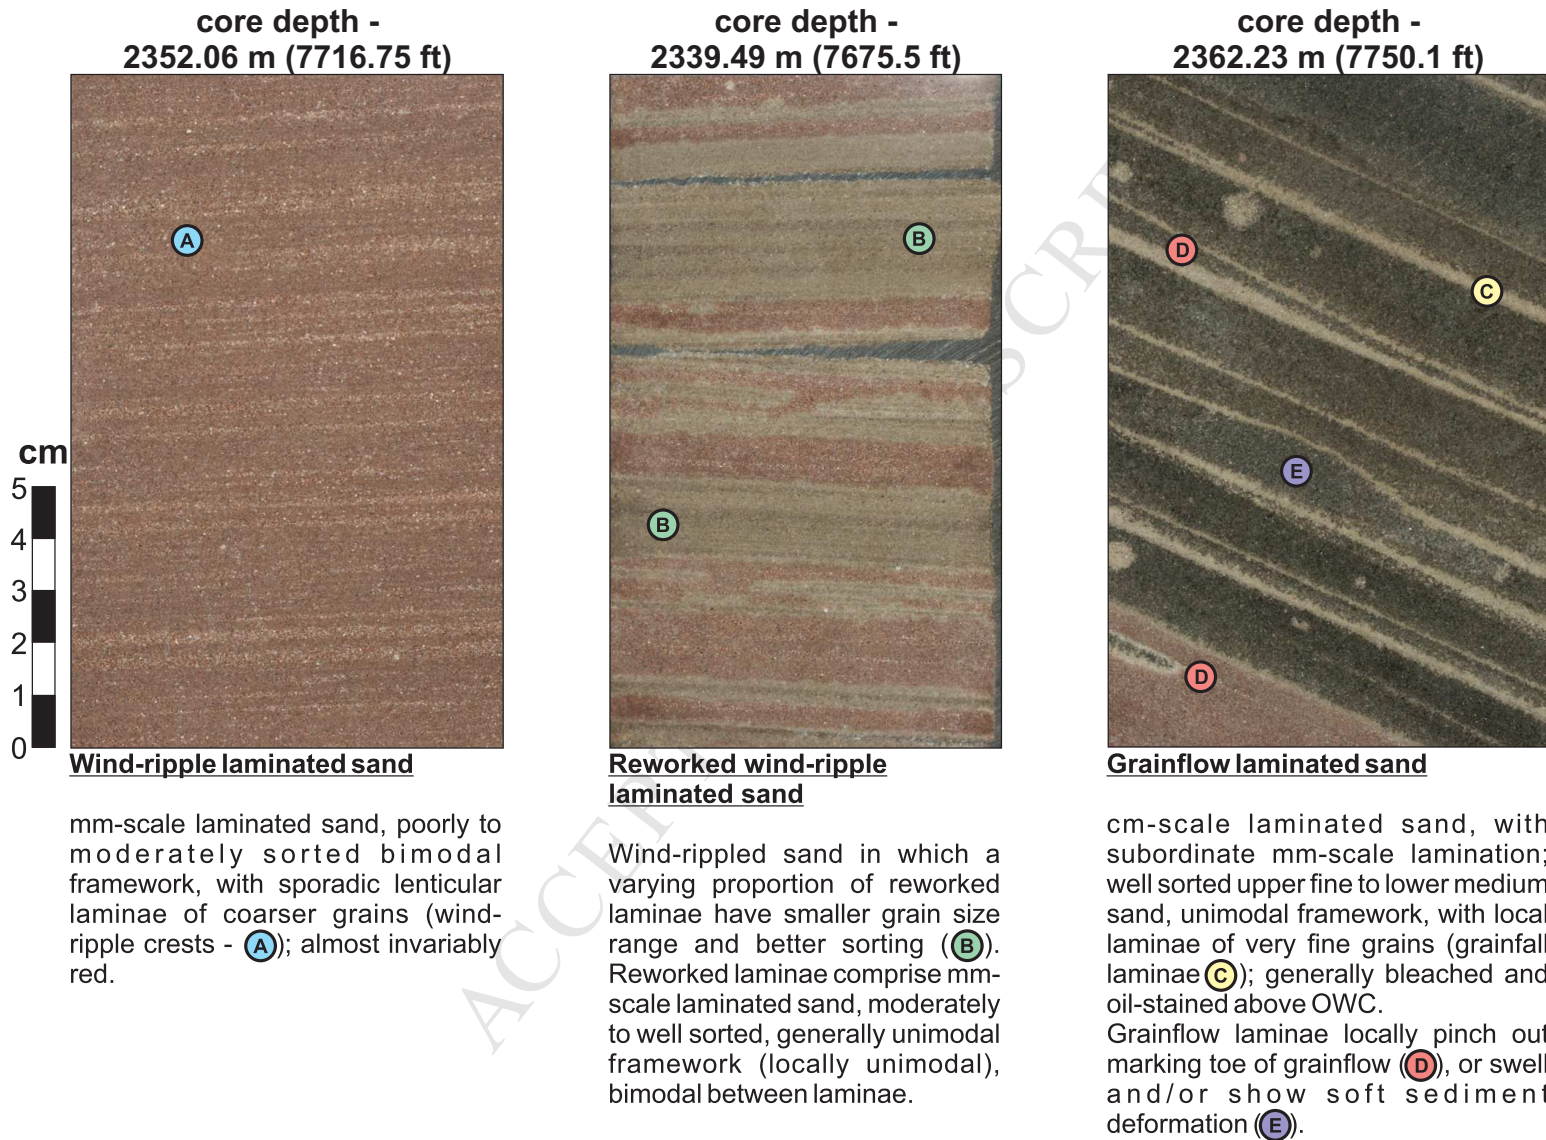 core depth -
2352.06 m (7716.75 ft)
core depth -
2339.49 m (7675.5 ft)
core depth -
2362.23 m (7750.1 ft)
A
B
B
D
C
E
D
cm
5
4
3
2
1
0
Wind-ripple laminated sand
mm-scale laminated sand, poorly to
moderately sorted bimodal
framework, with sporadic lenticular
laminae of coarser grains (wind-
ripple crests - A); almost invariably
red.
Reworked wind-ripple
laminated sand
Wind-rippled sand in which a
varying proportion of reworked
laminae have smaller grain size
range and better sorting (B).
Reworked laminae comprise mm-
scale laminated sand, moderately
to well sorted, generally unimodal
framework (locally unimodal),
bimodal between laminae.
Grainflow laminated sand
cm-scale laminated sand, with
subordinate mm-scale lamination;
well sorted upper fine to lower medium
sand, unimodal framework, with local
laminae of very fine grains (grainfall
laminae C); generally bleached and
oil-stained above OWC.
Grainflow laminae locally pinch out
marking toe of grainflow (D), or swell
and/or show soft sediment
deformation (E).